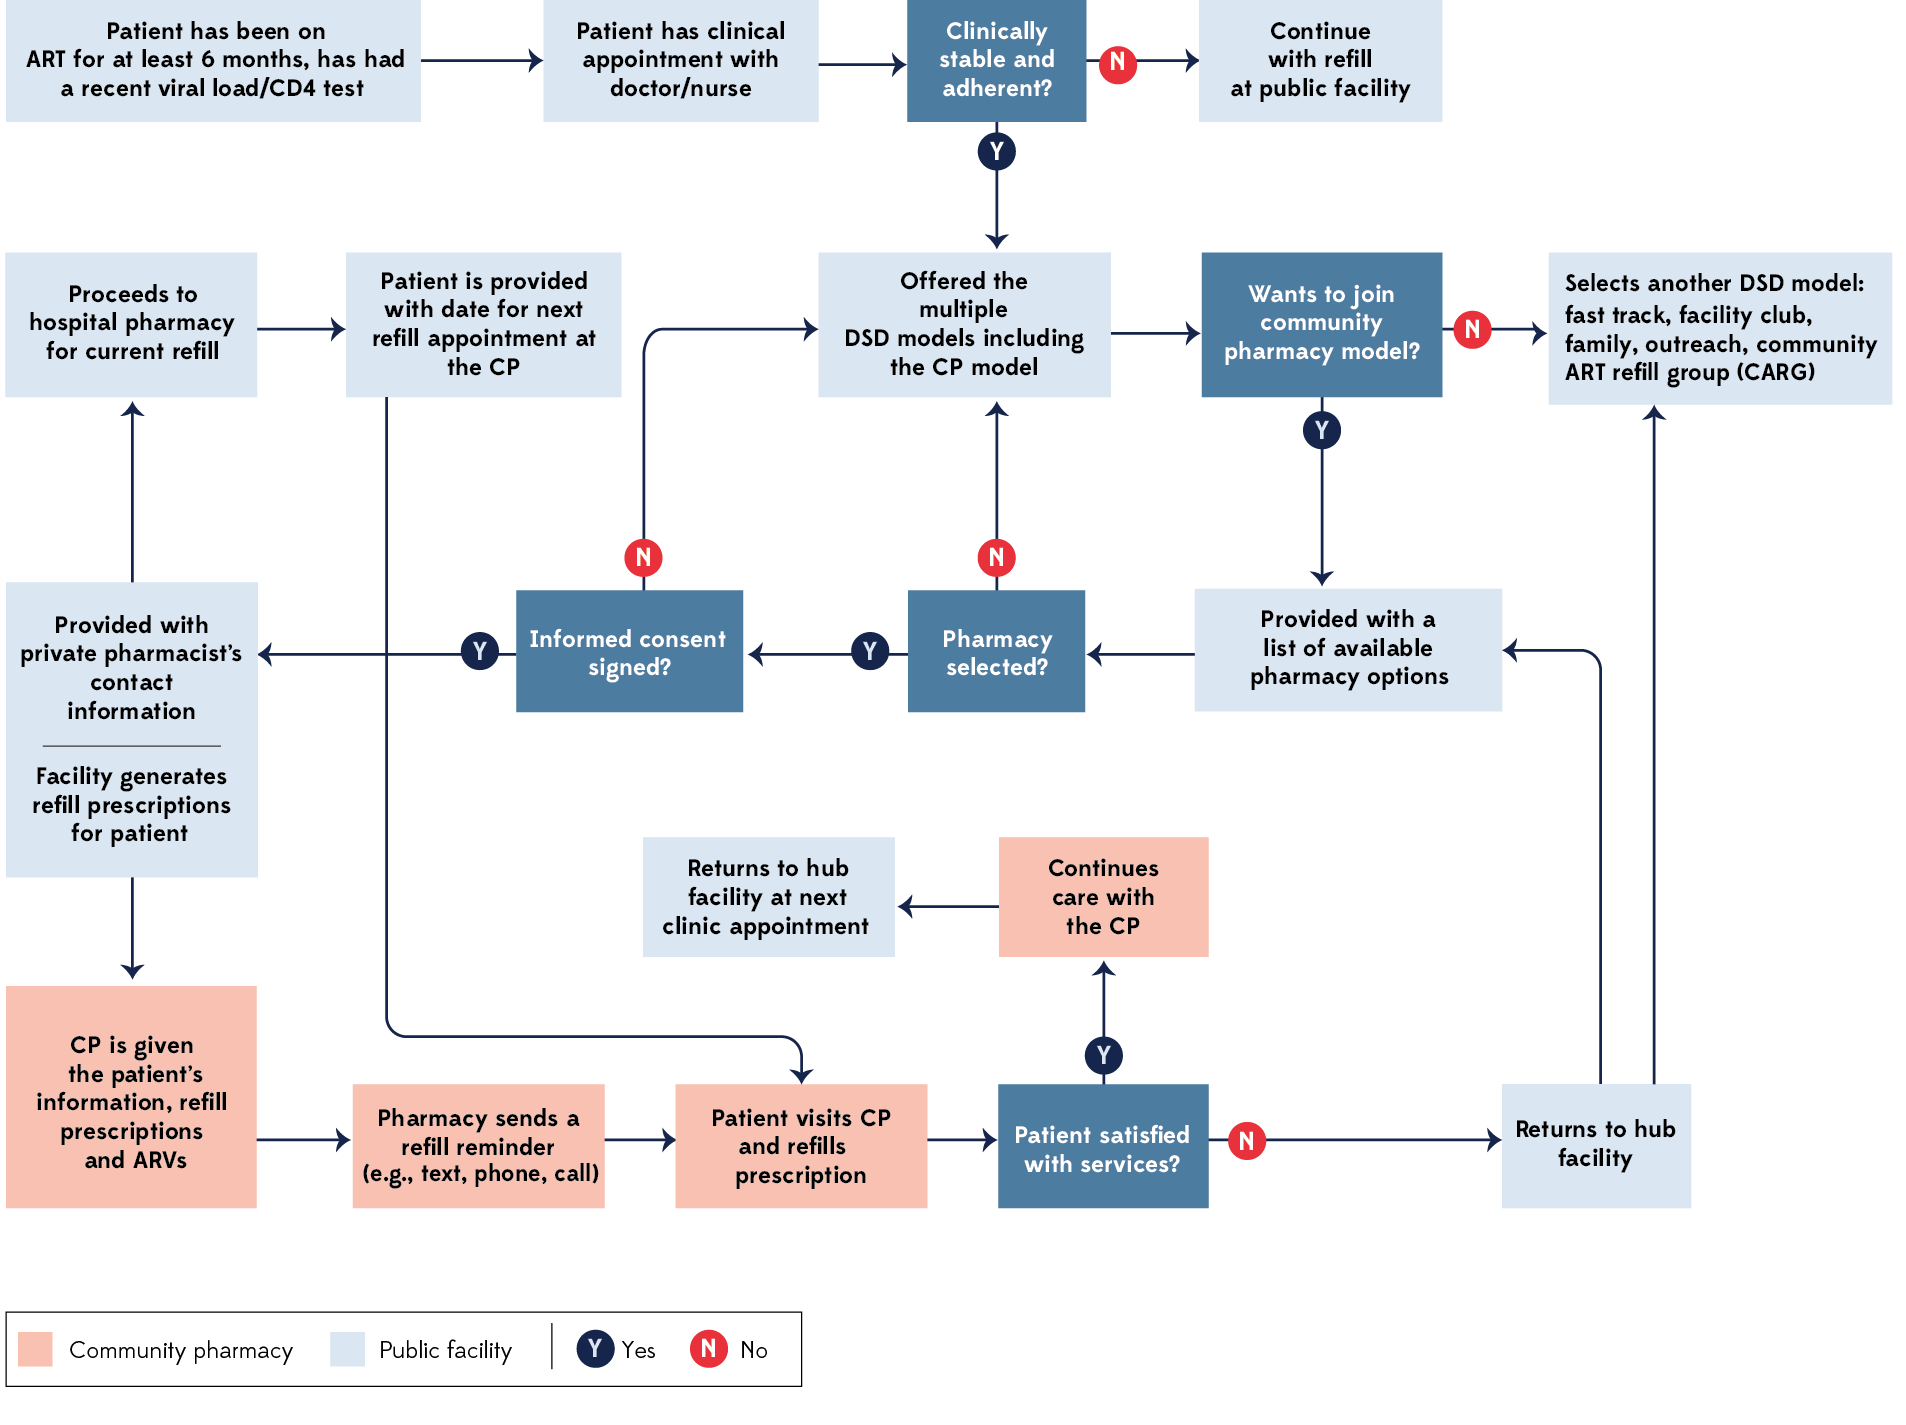 Patient has been on
ART for at least 6 months, has had
a recent viral load/CD4 test
Patient has clinical
appointment with
doctor/nurse
Clinically
stable and
adherent?
N
Continue
with refill
at public facility
Y
Proceeds to
hospital pharmacy
for current refill
Patient is provided
with date for next
refill appointment at
the CP
Offered the
multiple
DSD models including
the CP model
Wants to join
community
pharmacy model?
N
Selects another DSD model:
fast track, facility club,
family, outreach, community
ART refill group (CARG)
Y
N
N
Provided with
private pharmacist's
contact
information
Facility generates
refill prescriptions
for patient
Y
Informed consent
signed?
Y
Pharmacy
selected?
Provided with a
list of available
pharmacy options
Returns to hub
facility at next
clinic appointment
Continues
care with
the CP
Y
CP is given
the patient's
information, refill
prescriptions
and ARVs
Pharmacy sends a
refill reminder
(e.g., text, phone, call)
Patient visits CP
and refills
prescription
Patient satisfied
with services?
N
Returns to hub
facility
Community pharmacy
Public facility
Y Yes
N No